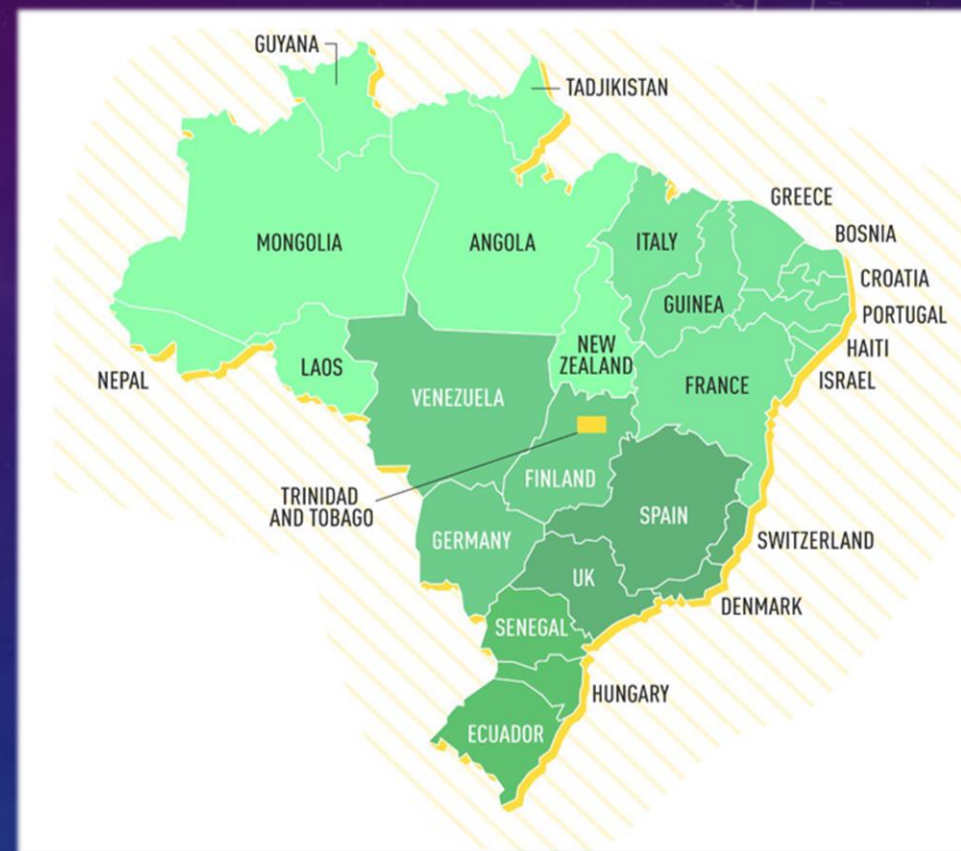 GUYANA
TADJIKISTAN
GREECE
BOSNIA
MONGOLIA
ANGOLA
ITALY
CROATIA
GUINEA
PORTUGAL
NEW
ZEALAND
HAITI
LAOS
NEPAL
ISRAEL
FRANCE
VENEZUELA
FINLAND
TRINIDAD
AND TOBAGO
SPAIN
GERMANY
SWITZERLAND
UK
DENMARK
SENEGAL
HUNGARY
ECUADOR